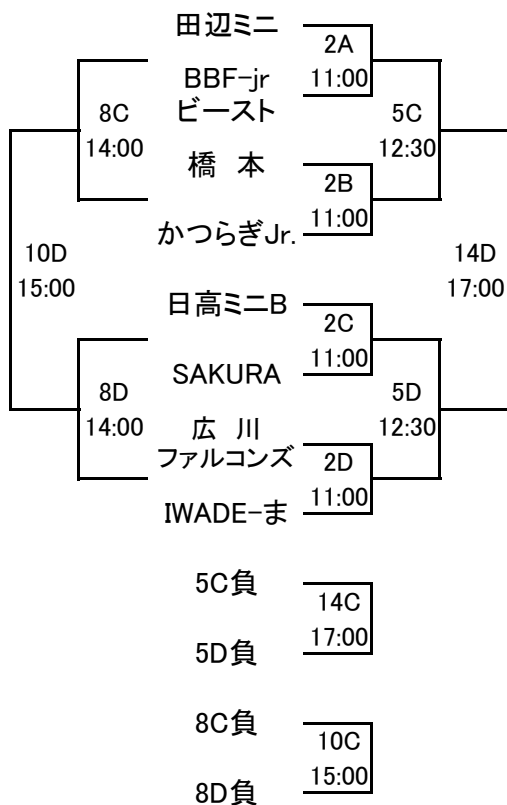 田辺ミニ
2A
11:00
BBF-jr
ビースト
8C
14:00
5C
12:30
橋 本
2B
11:00
かつらぎJr.
10D
15:00
14D
17:00
日高ミニB
2C
11:00
SAKURA
8D
14:00
5D
12:30
広 川
ファルコンズ
2D
11:00
IWADE-ま
5C負
14C
17:00
5D負
8C負
10C
15:00
8D負